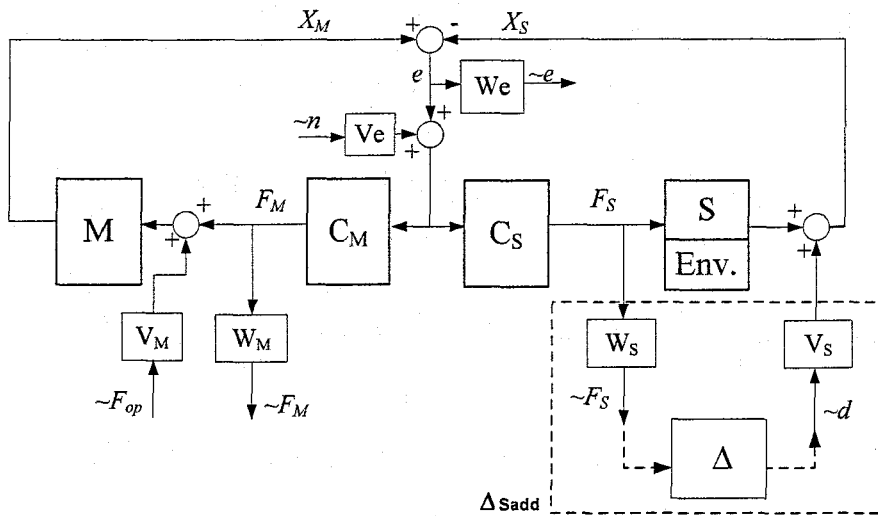 X_M + - X_S
e We ~e
~n Ve + +
M + + F_M C_M C_S F_S S Env. + +
V_M W_M W_S V_S
~F_op ~F_M ~F_S ~d
Δ
Δ_Sadd